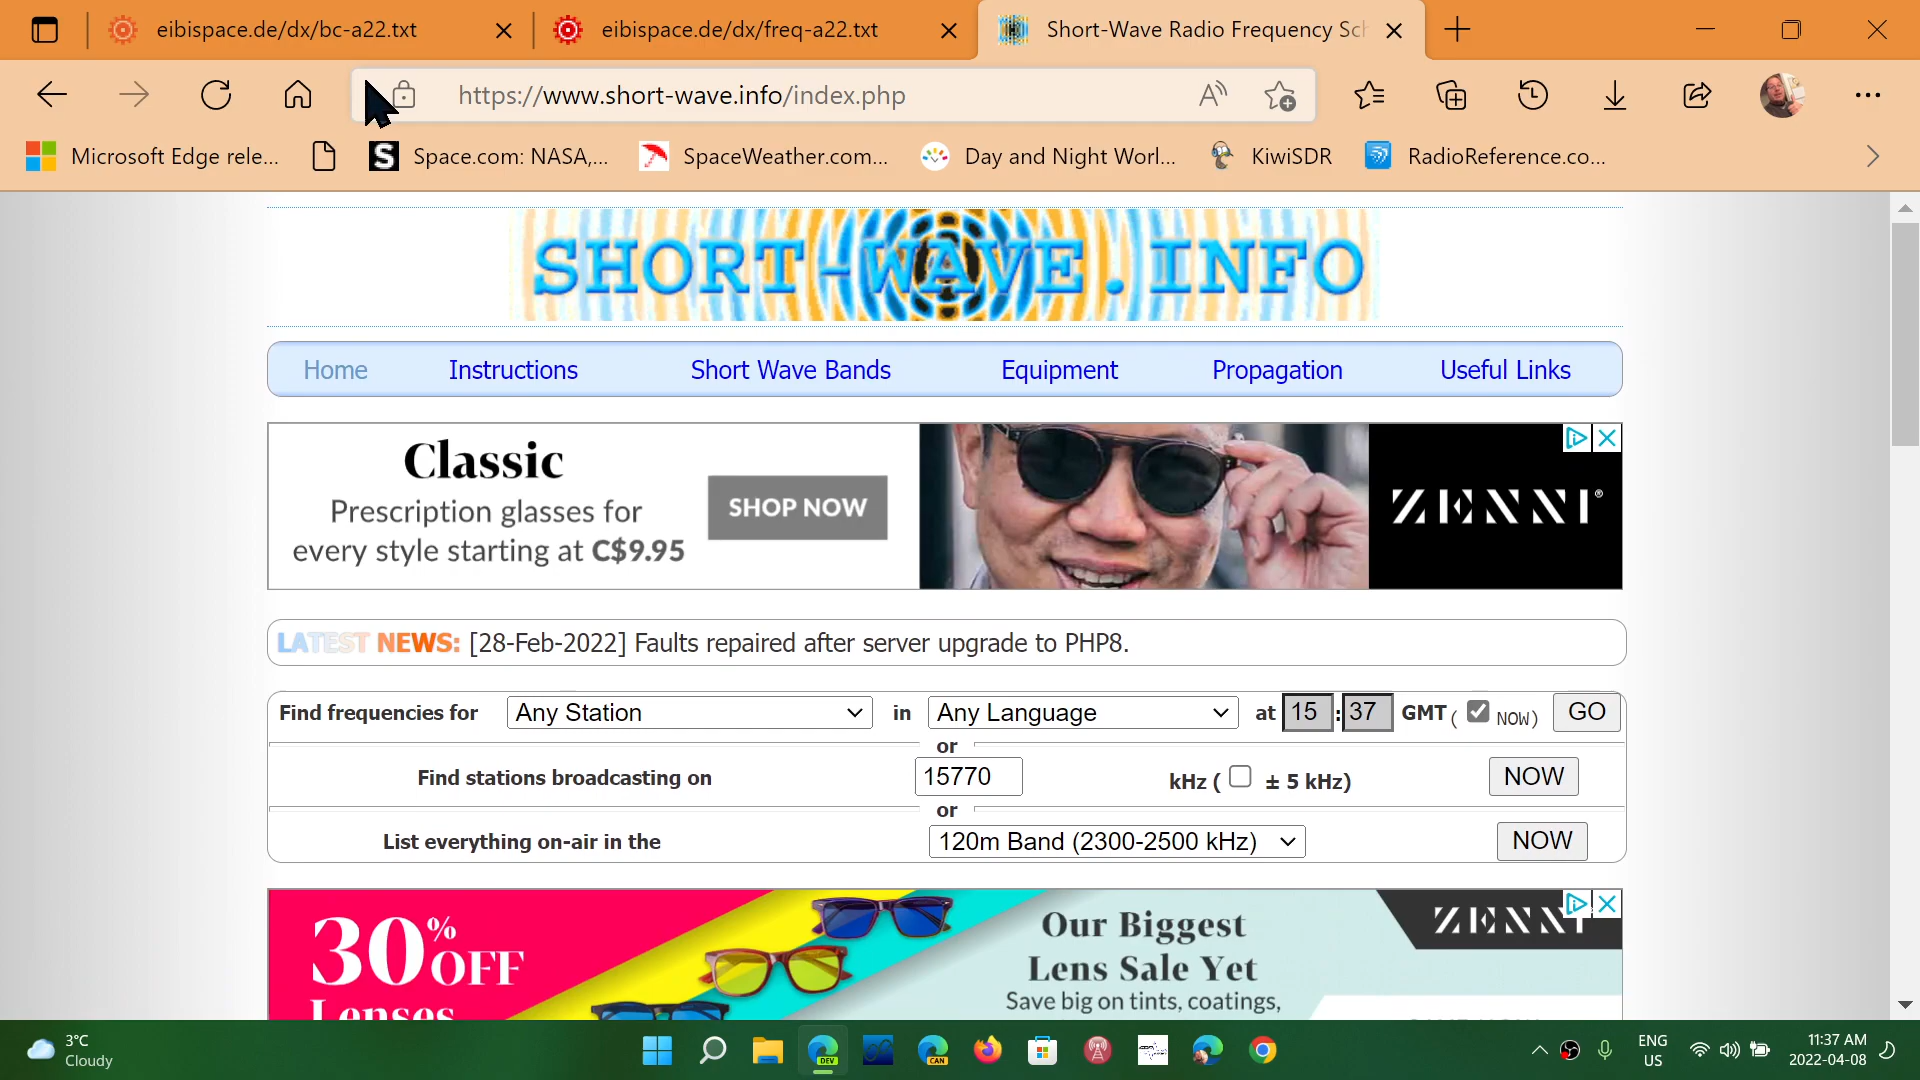 eibispace.de/dx/bc-a22.txt
eibispace.de/dx/freq-a22.txt
Short-Wave Radio Frequency Sch
https://www.short-wave.info/index.php
Microsoft Edge rele...
Space.com: NASA,...
SpaceWeather.com...
Day and Night Worl...
KiwiSDR
RadioReference.co...
SHORT-WAVE.INFO
Home
Instructions
Short Wave Bands
Equipment
Propagation
Useful Links
Classic
Prescription glasses for
every style starting at C$9.95
SHOP NOW
ZENNI®
LATEST NEWS: [28-Feb-2022] Faults repaired after server upgrade to PHP8.
Find frequencies for Any Station in Any Language at 15:37 GMT ( NOW) GO
or
Find stations broadcasting on 15770 kHz ( ± 5 kHz) NOW
or
List everything on-air in the 120m Band (2300-2500 kHz) NOW
30% OFF
Lenses
Our Biggest
Lens Sale Yet
Save big on tints, coatings,
ZENNI
3°C
Cloudy
DEV
CAN
ENG
US
11:37 AM
2022-04-08